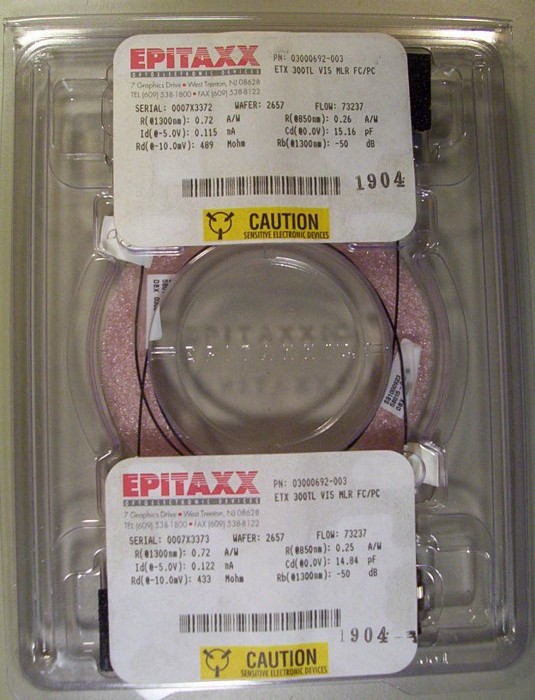 EPITAXX
OPTOELECTRONIC DEVICES
7 Graphics Drive • West Trenton, NJ 08628
TEL (609) 538-1800 • FAX (609) 538-8122
PN: 03000692-003
ETX 300TL VIS MLR FC/PC
SERIAL: 0007X3372 WAFER: 2657 FLOW: 73237
R(@1300nm): 0.72 A/W R(@850nm): 0.26 A/W
Id(@-5.0V): 0.115 nA Cd(@0.0V): 15.16 pF
Rd(@-10.0mV): 489 Mohm Rb(@1300nm): -50 dB
1904
CAUTION
SENSITIVE ELECTRONIC DEVICES
EPITAXX
EPITAXX
OPTOELECTRONIC DEVICES
7 Graphics Drive • West Trenton, NJ 08628
TEL (609) 538-1800 • FAX (609) 538-8122
PN: 03000692-003
ETX 300TL VIS MLR FC/PC
SERIAL: 0007X3373 WAFER: 2657 FLOW: 73237
R(@1300nm): 0.72 A/W R(@850nm): 0.25 A/W
Id(@-5.0V): 0.122 nA Cd(@0.0V): 14.84 pF
Rd(@-10.0mV): 433 Mohm Rb(@1300nm): -50 dB
1904
CAUTION
SENSITIVE ELECTRONIC DEVICES